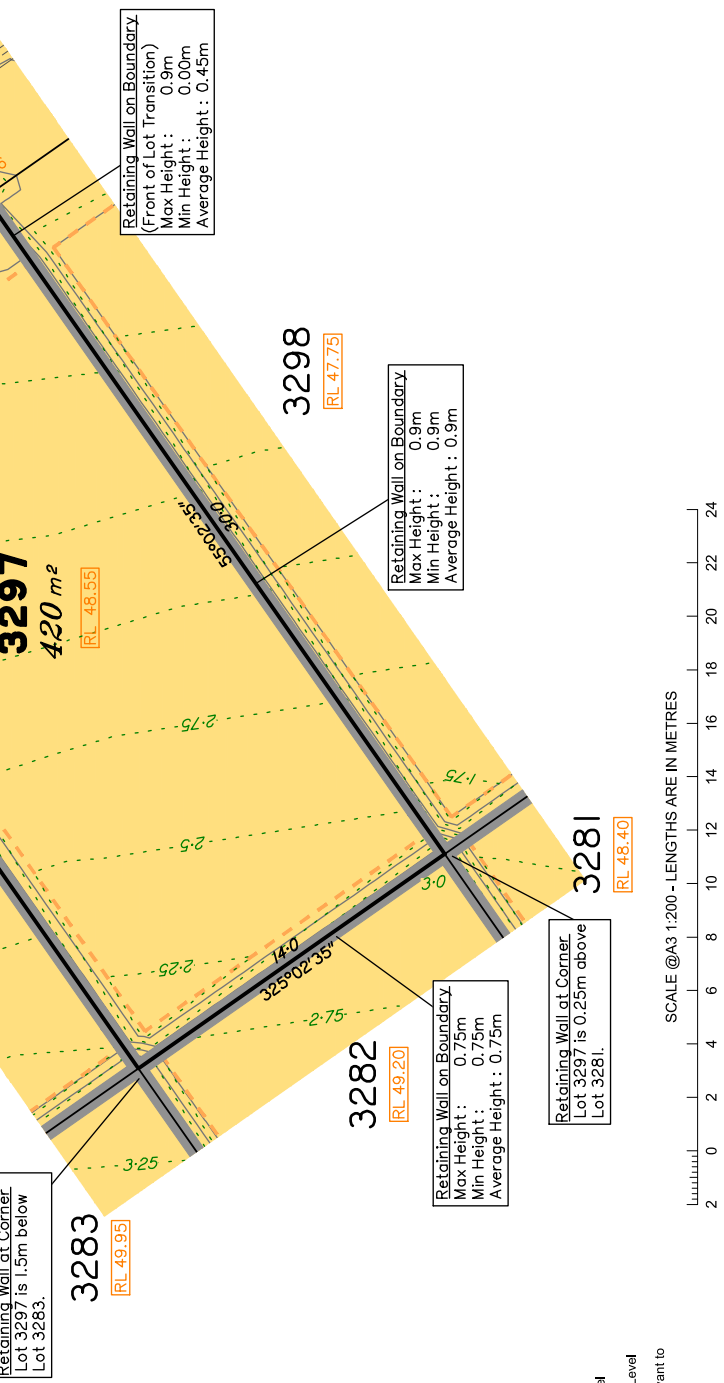 Retaining Wall at Corner
Lot 3297 is 1.5m below
Lot 3283.
3283
RL 49.95
3·25
3297
420 m²
RL 48.55
2·75
2·5
2·25
14·0
325°02'35"
2·75
3282
RL 49.20
Retaining Wall on Boundary
(Front of Lot Transition)
Max Height : 0.9m
Min Height : 0.00m
Average Height : 0.45m
3298
RL 47.75
55°02'35"
30·0
Retaining Wall on Boundary
Max Height : 0.9m
Min Height : 0.9m
Average Height : 0.9m
1·75
3·0
Retaining Wall on Boundary
Max Height : 0.75m
Min Height : 0.75m
Average Height : 0.75m
3281
RL 48.40
Retaining Wall at Corner
Lot 3297 is 0.25m above
Lot 3281.
SCALE @A3 1:200 - LENGTHS ARE IN METRES
2 0 2 4 6 8 10 12 14 16 18 20 22 24
Level